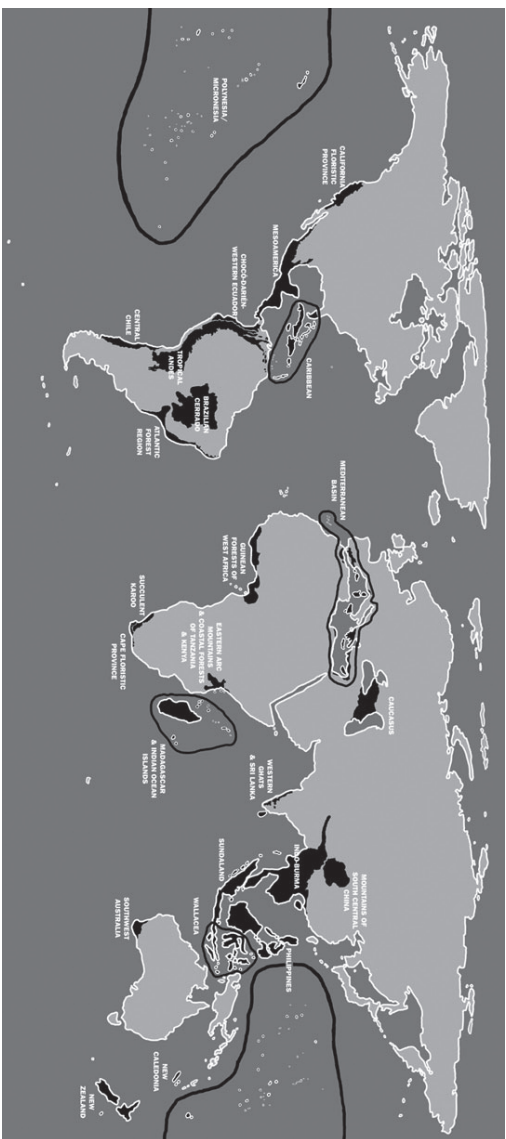 POLYNESIA/
MICRONESIA
CALIFORNIA
FLORISTIC
PROVINCE
MESOAMERICA
CHOCÓ-DARIÉN-
WESTERN ECUADOR
CARIBBEAN
CENTRAL
CHILE
TROPICAL
ANDES
BRAZILIAN
CERRADO
ATLANTIC
FOREST
REGION
MEDITERRANEAN
BASIN
GUINEAN
FORESTS OF
WEST AFRICA
SUCCULENT
KAROO
CAPE FLORISTIC
PROVINCE
EASTERN ARC
MOUNTAINS
& COASTAL FORESTS
OF TANZANIA
& KENYA
CAUCASUS
MADAGASCAR
& INDIAN OCEAN
ISLANDS
WESTERN
GHATS
& SRI LANKA
MOUNTAINS OF
SOUTH CENTRAL
CHINA
INDO-BURMA
SUNDALAND
PHILIPPINES
WALLACEA
SOUTHWEST
AUSTRALIA
NEW
CALEDONIA
NEW
ZEALAND